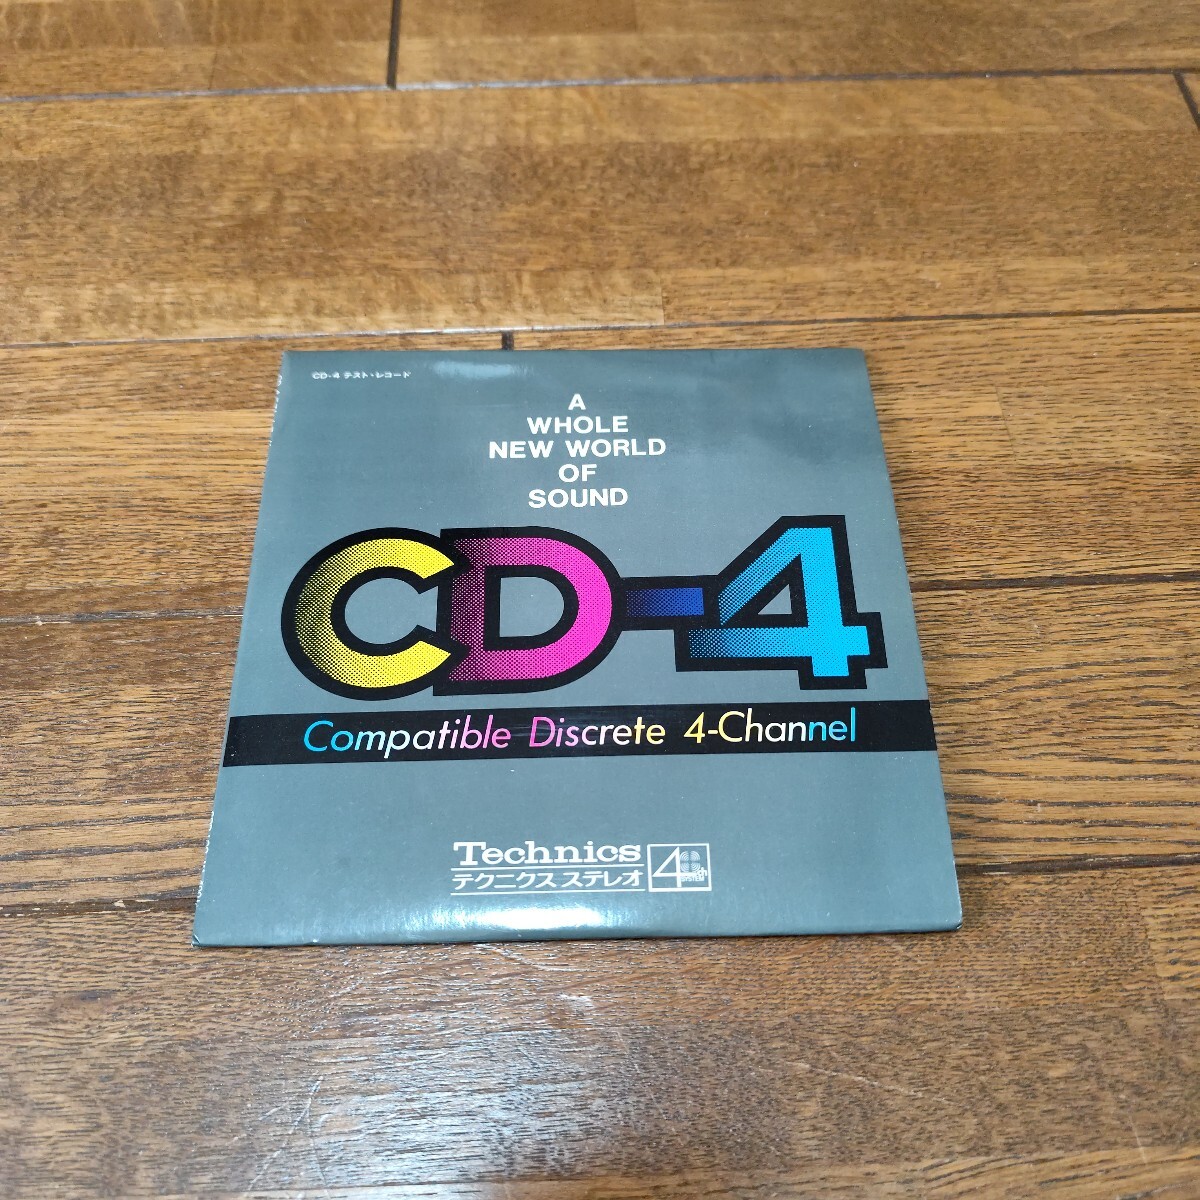 CD-4 テスト・レコード
A
WHOLE
NEW WORLD
OF
SOUND
CD-4
Compatible Discrete 4-Channel
Technics
テクニクス ステレオ
4